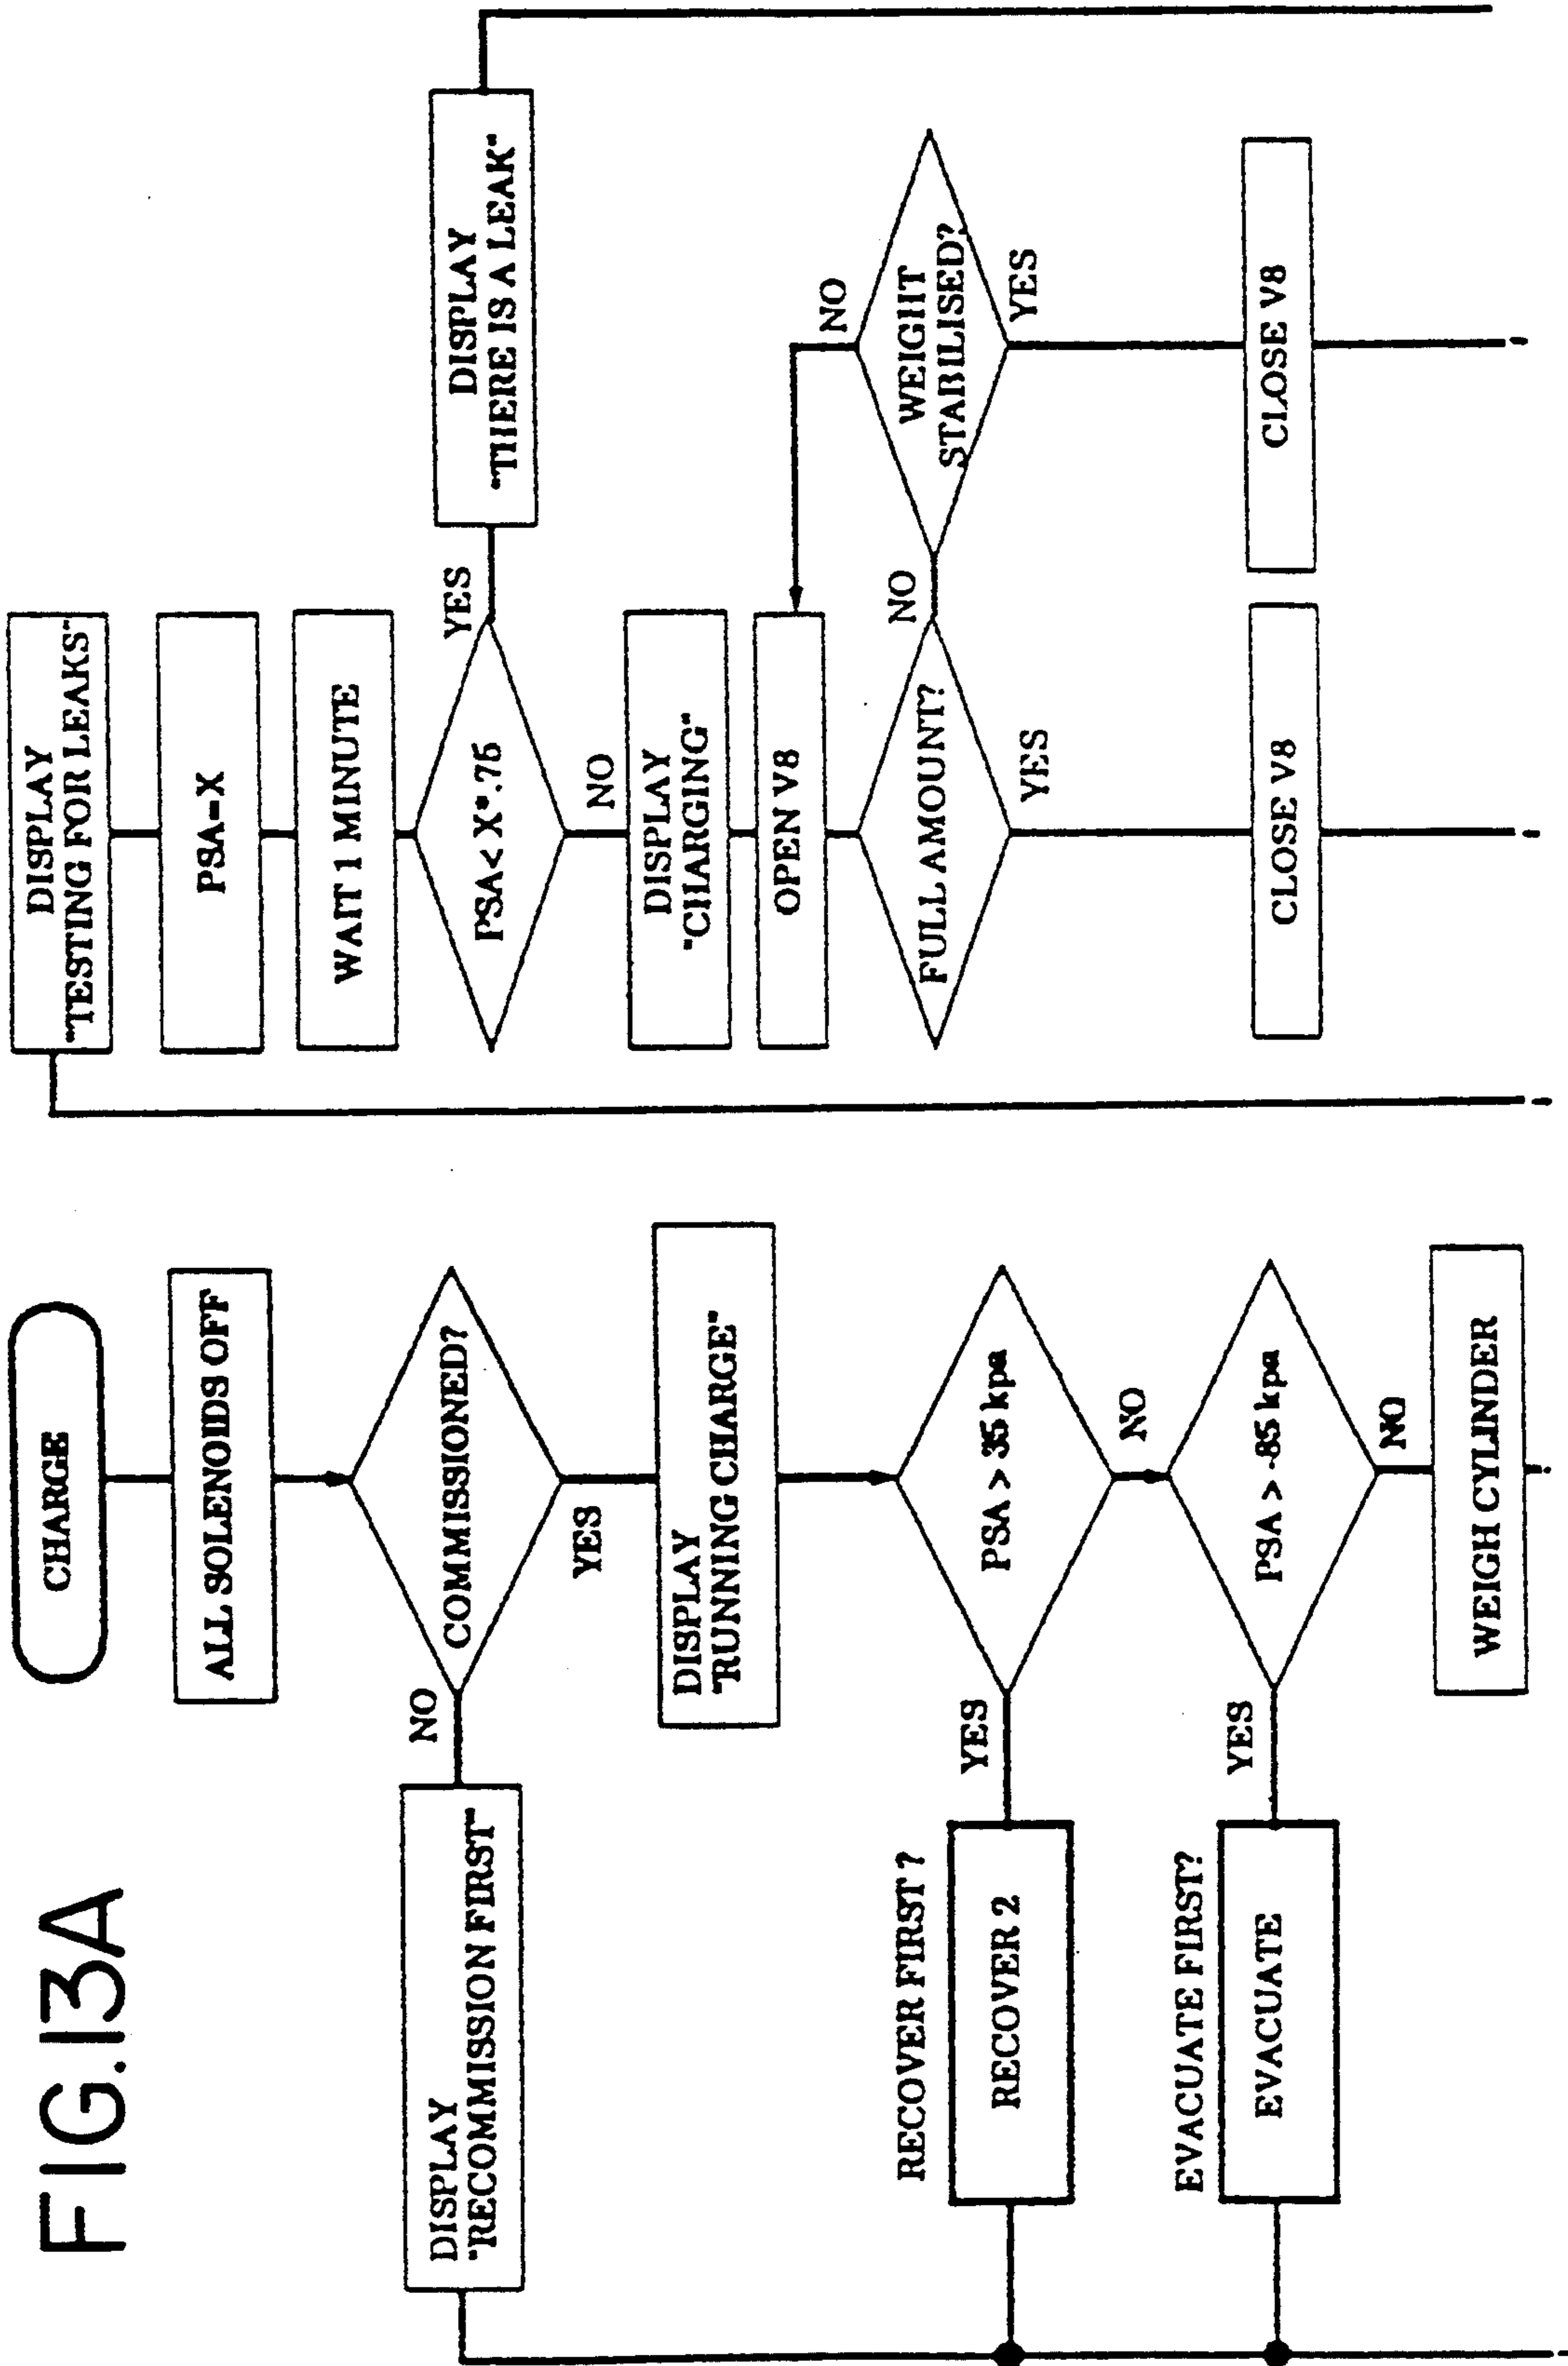 FIG.13A
CHARGE
ALL SOLENOIDS OFF
COMMISSIONED?
NO
YES
DISPLAY
"RECOMMISSION FIRST"
DISPLAY
"RUNNING CHARGE"
PSA > 35 kpa
YES
NO
RECOVER FIRST ?
RECOVER 2
PSA > -85 kpa
YES
NO
EVACUATE FIRST?
EVACUATE
WEIGH CYLINDER
DISPLAY
"TESTING FOR LEAKS"
PSA=X
WAIT 1 MINUTE
PSA< X*.75
YES
NO
DISPLAY
"THERE IS A LEAK"
DISPLAY
"CHARGING"
OPEN V8
FULL AMOUNT?
NO
YES
WEIGHT
STABILISED?
NO
YES
CLOSE V8
CLOSE V8